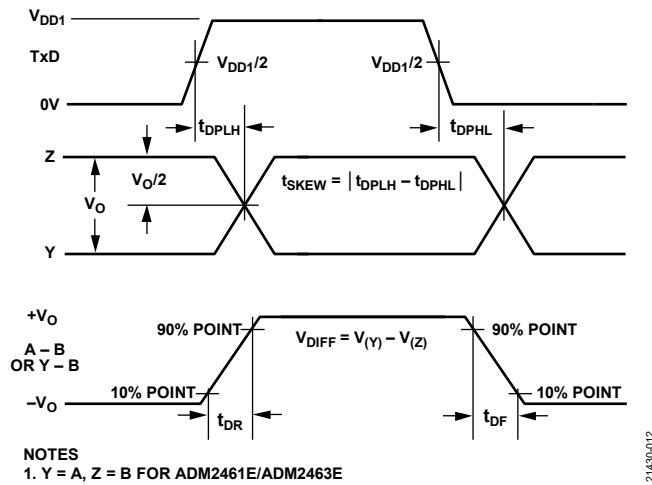 VDD1
TxD
VDD1/2
VDD1/2
0V
tDPLH
tDPHL
Z
VO/2
tSKEW = |tDPLH – tDPHL|
VO
Y
+VO
90% POINT
VDIFF = V(Y) – V(Z)
90% POINT
A – B
OR Y – B
10% POINT
10% POINT
–VO
tDR
tDF
NOTES
1. Y = A, Z = B FOR ADM2461E/ADM2463E
21430-012